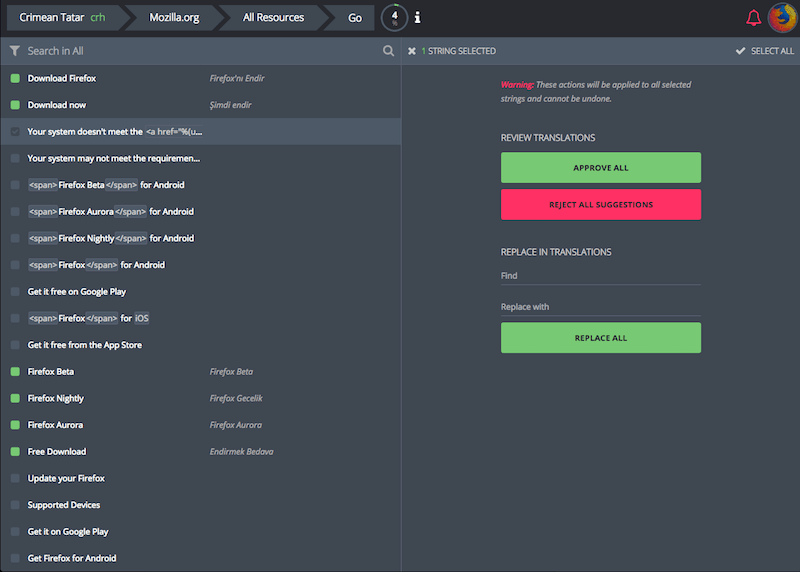 Crimean Tatar crh Mozilla.org All Resources Go 4 %
Search in All
1 STRING SELECTED
SELECT ALL
Download Firefox Firefox'nı Endir
Download now Şimdi endir
Your system doesn't meet the <a href="%(u...
Your system may not meet the requiremen...
<span>Firefox Beta</span> for Android
<span>Firefox Aurora</span> for Android
<span>Firefox Nightly</span> for Android
<span>Firefox</span> for Android
Get it free on Google Play
<span>Firefox</span> for iOS
Get it free from the App Store
Firefox Beta Firefox Beta
Firefox Nightly Firefox Gecelik
Firefox Aurora Firefox Aurora
Free Download Endirmek Bedava
Update your Firefox
Supported Devices
Get it on Google Play
Get Firefox for Android
Warning: These actions will be applied to all selected
strings and cannot be undone.
REVIEW TRANSLATIONS
APPROVE ALL
REJECT ALL SUGGESTIONS
REPLACE IN TRANSLATIONS
Find
Replace with
REPLACE ALL